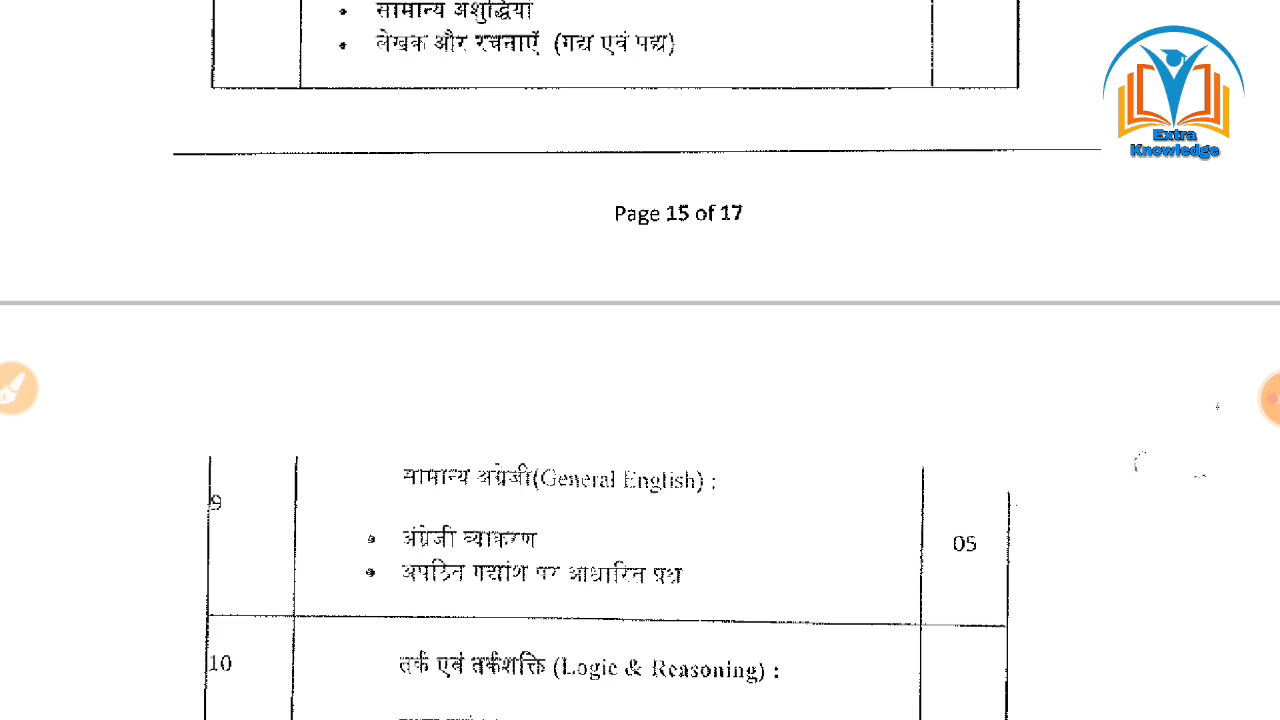 सामान्य अशुद्धियां
लेखक और रचनाएँ (गद्य एवं पद्य)
Extra
Knowledge
Page 15 of 17
9
सामान्य अंग्रेजी(General English) :
अंग्रेजी व्याकरण
05
अपठित गद्यांश पर आधारित प्रश्न
10
तर्क एवं तर्कशक्ति (Logic & Reasoning) :